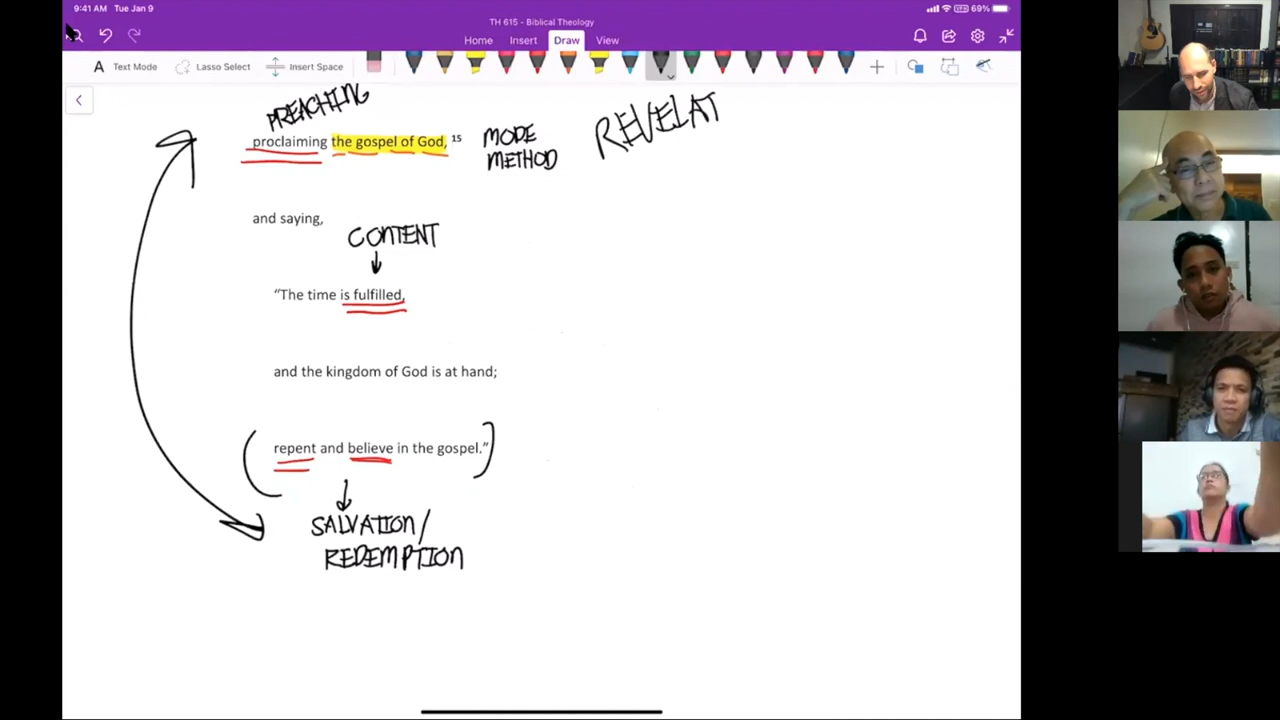 9:41 AM Tue Jan 9
69%
TH 615 - Biblical Theology
Home Insert Draw View
Text Mode Lasso Select Insert Space
PREACHING
proclaiming the gospel of God, 15
MODE
METHOD
REVELAT
and saying,
CONTENT
“The time is fulfilled,
and the kingdom of God is at hand;
repent and believe in the gospel.”
SALVATION/
REDEMPTION